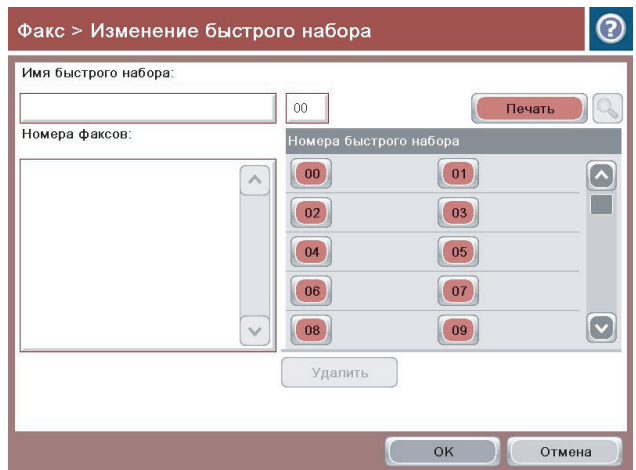 Факс > Изменение быстрого набора
?
Имя быстрого набора:
00
Печать
Номера факсов:
Номера быстрого набора
00 01
02 03
04 05
06 07
08 09
Удалить
OK
Отмена